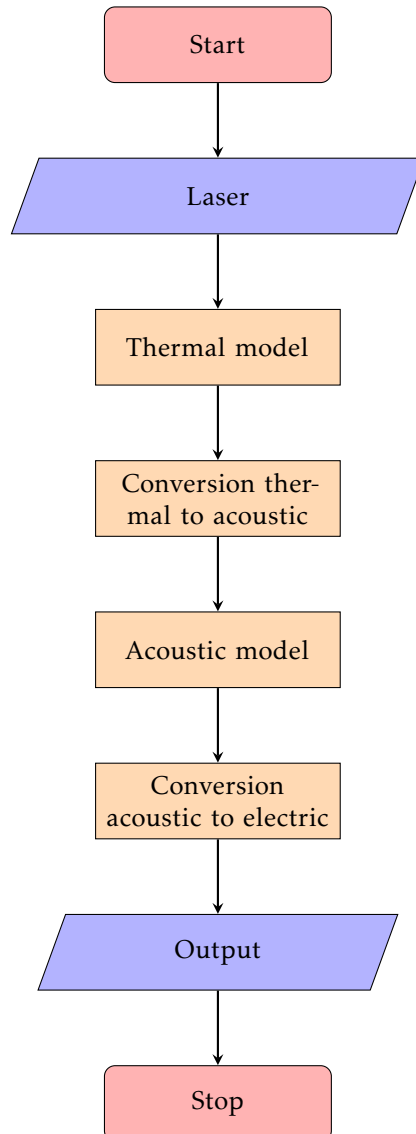 Start
Laser
Thermal model
Conversion ther-
mal to acoustic
Acoustic model
Conversion
acoustic to electric
Output
Stop